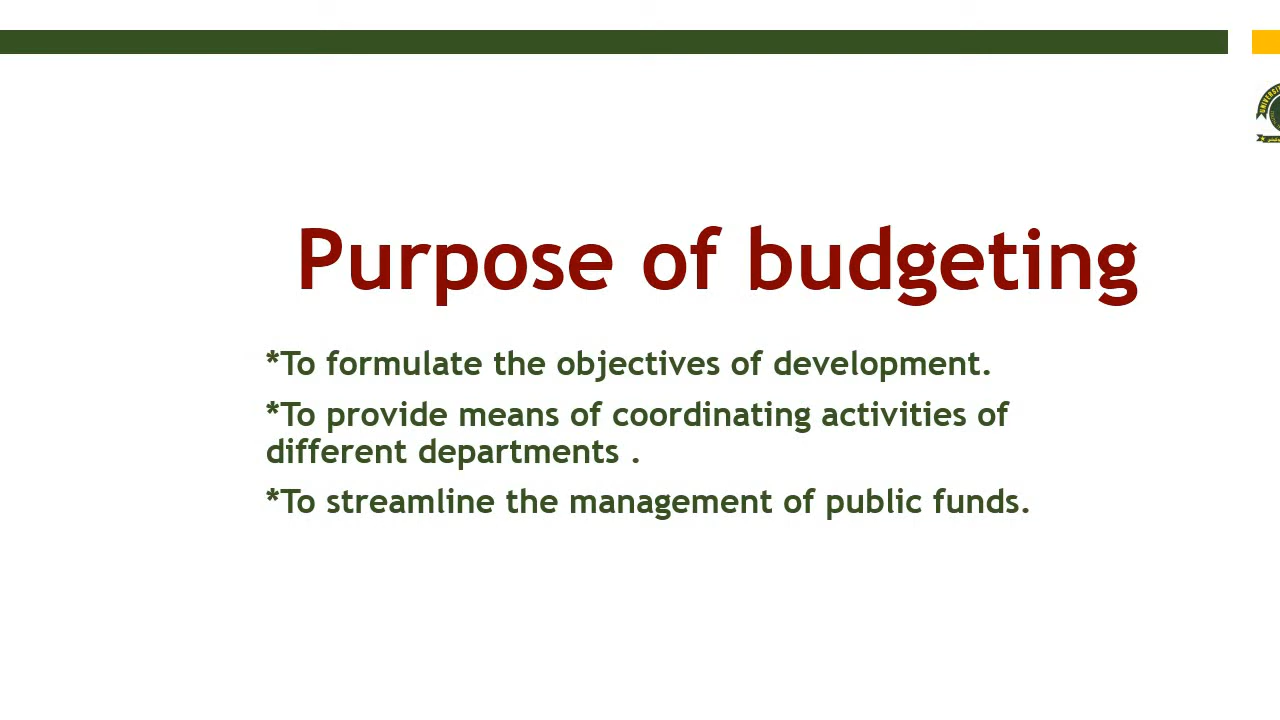 UNIVERSI
Purpose of budgeting
*To formulate the objectives of development.
*To provide means of coordinating activities of
different departments .
*To streamline the management of public funds.